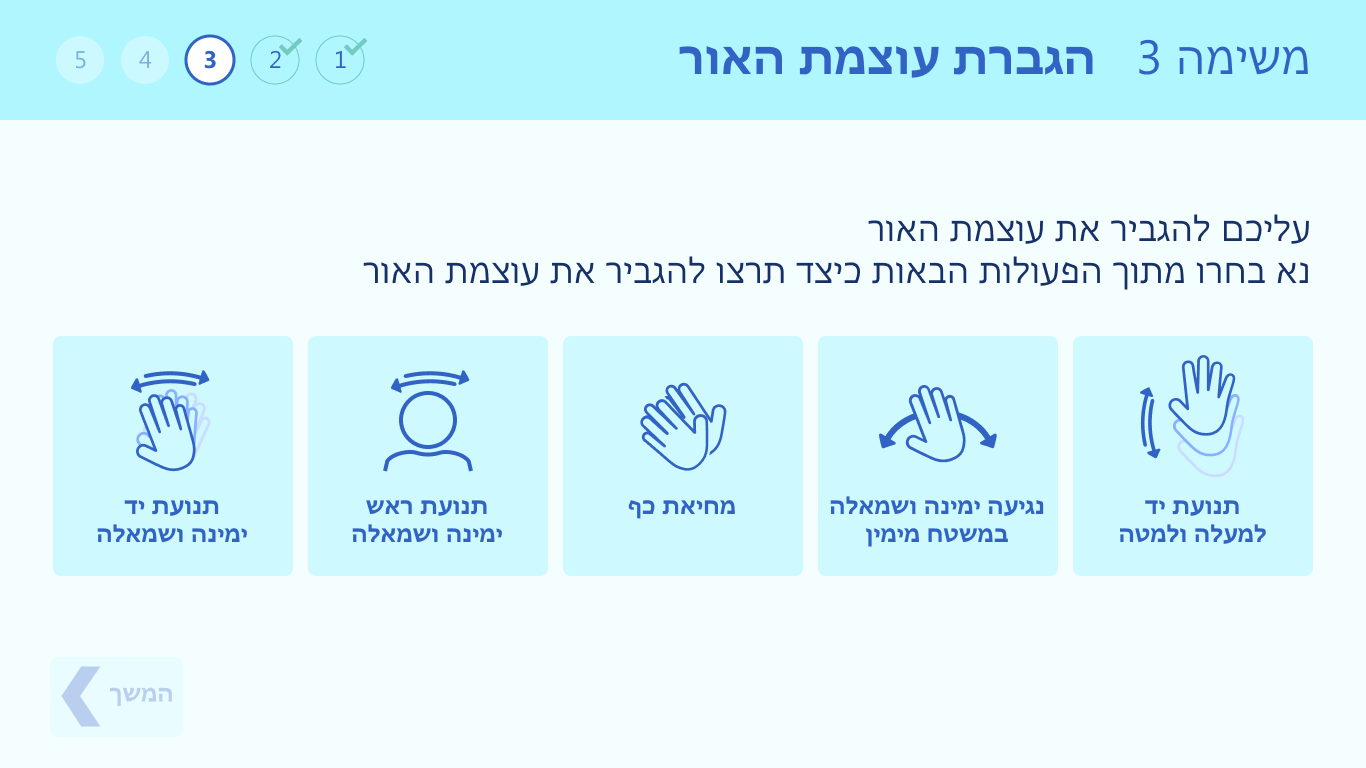 משימה 3 הגברת עוצמת האור
1 2 3 4 5
עליכם להגביר את עוצמת האור
נא בחרו מתוך הפעולות הבאות כיצד תרצו להגביר את עוצמת האור
תנועת יד
למעלה ולמטה
נגיעה ימינה ושמאלה
במשטח מימין
מחיאת כף
תנועת ראש
ימינה ושמאלה
תנועת יד
ימינה ושמאלה
המשך